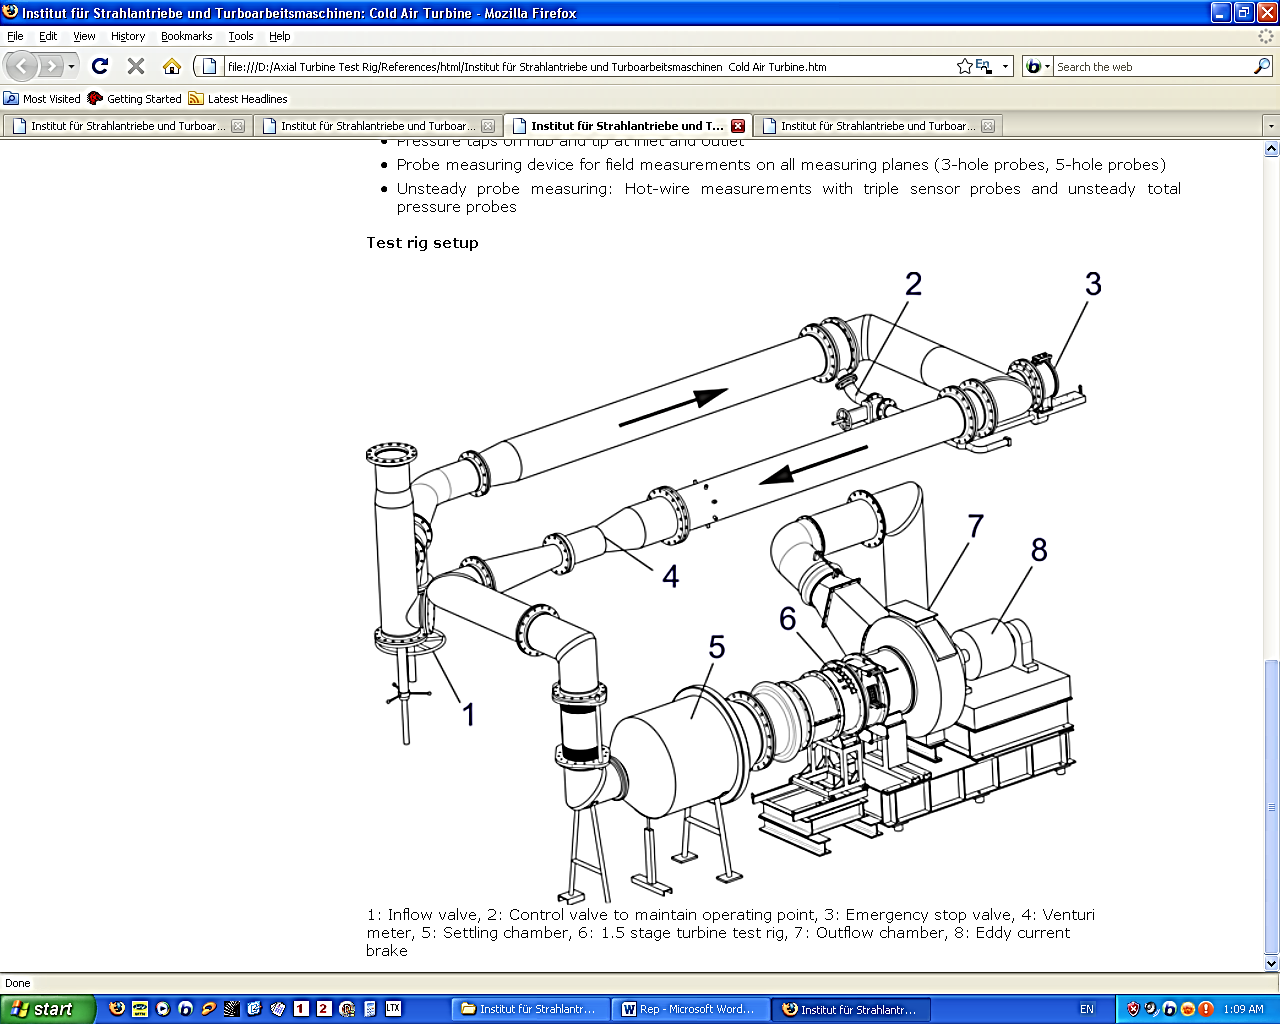 Institut für Strahlantriebe und Turboarbeitsmaschinen: Cold Air Turbine - Mozilla Firefox
File Edit View History Bookmarks Tools Help
file:///D:/Axial Turbine Test Rig/References/html/Institut für Strahlantriebe und Turboarbeitsmaschinen Cold Air Turbine.htm
En
Search the web
Most Visited Getting Started Latest Headlines
Institut für Strahlantriebe und Turboar... Institut für Strahlantriebe und Turboar... Institut für Strahlantriebe und T... Institut für Strahlantriebe und Turboar...
Pressure taps on hub and tip at inlet and outlet
Probe measuring device for field measurements on all measuring planes (3-hole probes, 5-hole probes)
Unsteady probe measuring: Hot-wire measurements with triple sensor probes and unsteady total
pressure probes
Test rig setup
2
3
7
4
8
6
5
1
1: Inflow valve, 2: Control valve to maintain operating point, 3: Emergency stop valve, 4: Venturi
meter, 5: Settling chamber, 6: 1.5 stage turbine test rig, 7: Outflow chamber, 8: Eddy current
brake
Done
start 1 2 LTX Institut für Strahlantr... Rep - Microsoft Word... Institut für Strahlantr... EN 1:09 AM